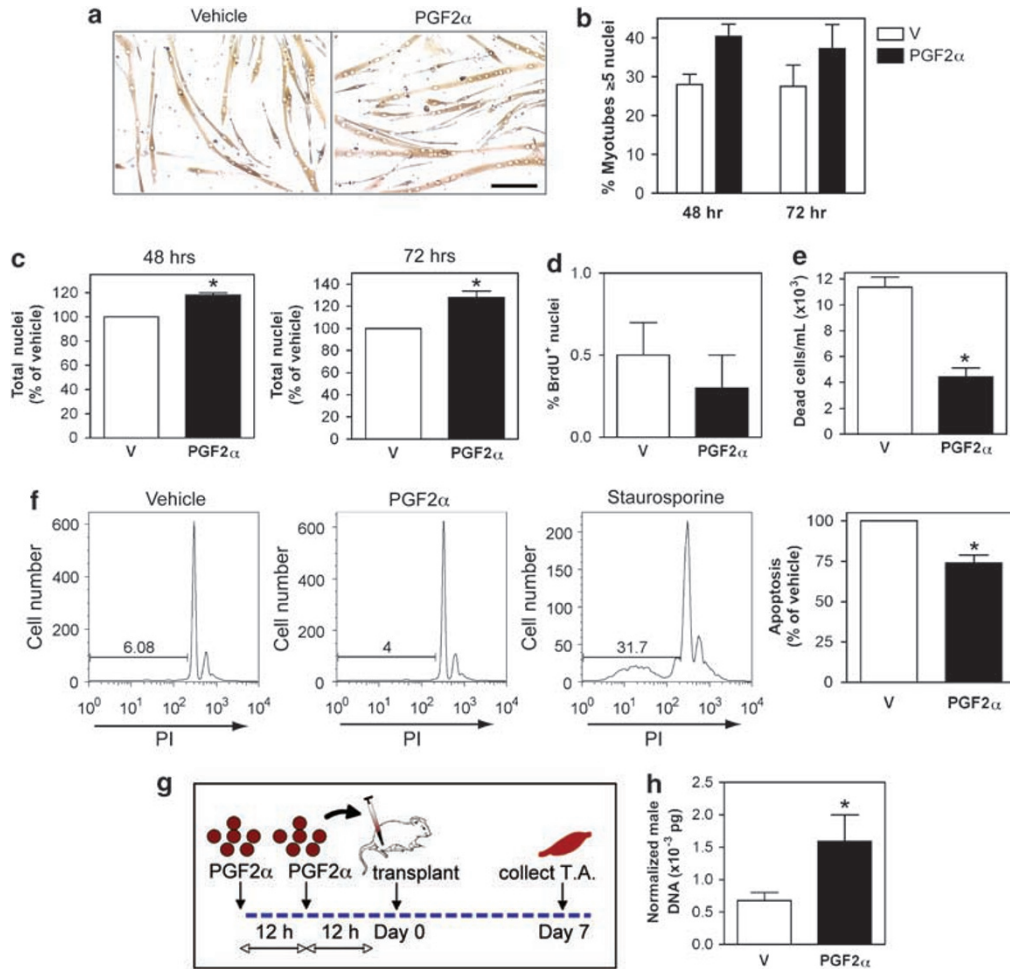 a
Vehicle
PGF2α
b
% Myotubes ≥5 nuclei
40
30
20
10
0
48 hr
72 hr
V
PGF2α
c
48 hrs
Total nuclei
(% of vehicle)
120
100
80
60
40
20
0
*
V
PGF2α
72 hrs
Total nuclei
(% of vehicle)
140
120
100
80
60
40
20
0
*
V
PGF2α
d
% BrdU+ nuclei
1.0
0.5
0.0
V
PGF2α
e
Dead cells/mL (x10³)
12
10
8
6
4
2
0
*
V
PGF2α
f
Vehicle
Cell number
600
400
200
0
6.08
10⁰ 10¹ 10² 10³ 10⁴
PI
PGF2α
Cell number
600
400
200
0
4
10⁰ 10¹ 10² 10³ 10⁴
PI
Staurosporine
Cell number
200
150
100
50
0
31.7
10⁰ 10¹ 10² 10³ 10⁴
PI
Apoptosis
(% of vehicle)
100
75
50
25
0
*
V
PGF2α
g
PGF2α PGF2α transplant collect T.A.
12 h 12 h Day 0 Day 7
h
Normalized male
DNA (x10⁻³ pg)
2.5
2.0
1.5
1.0
0.5
0.0
*
V
PGF2α